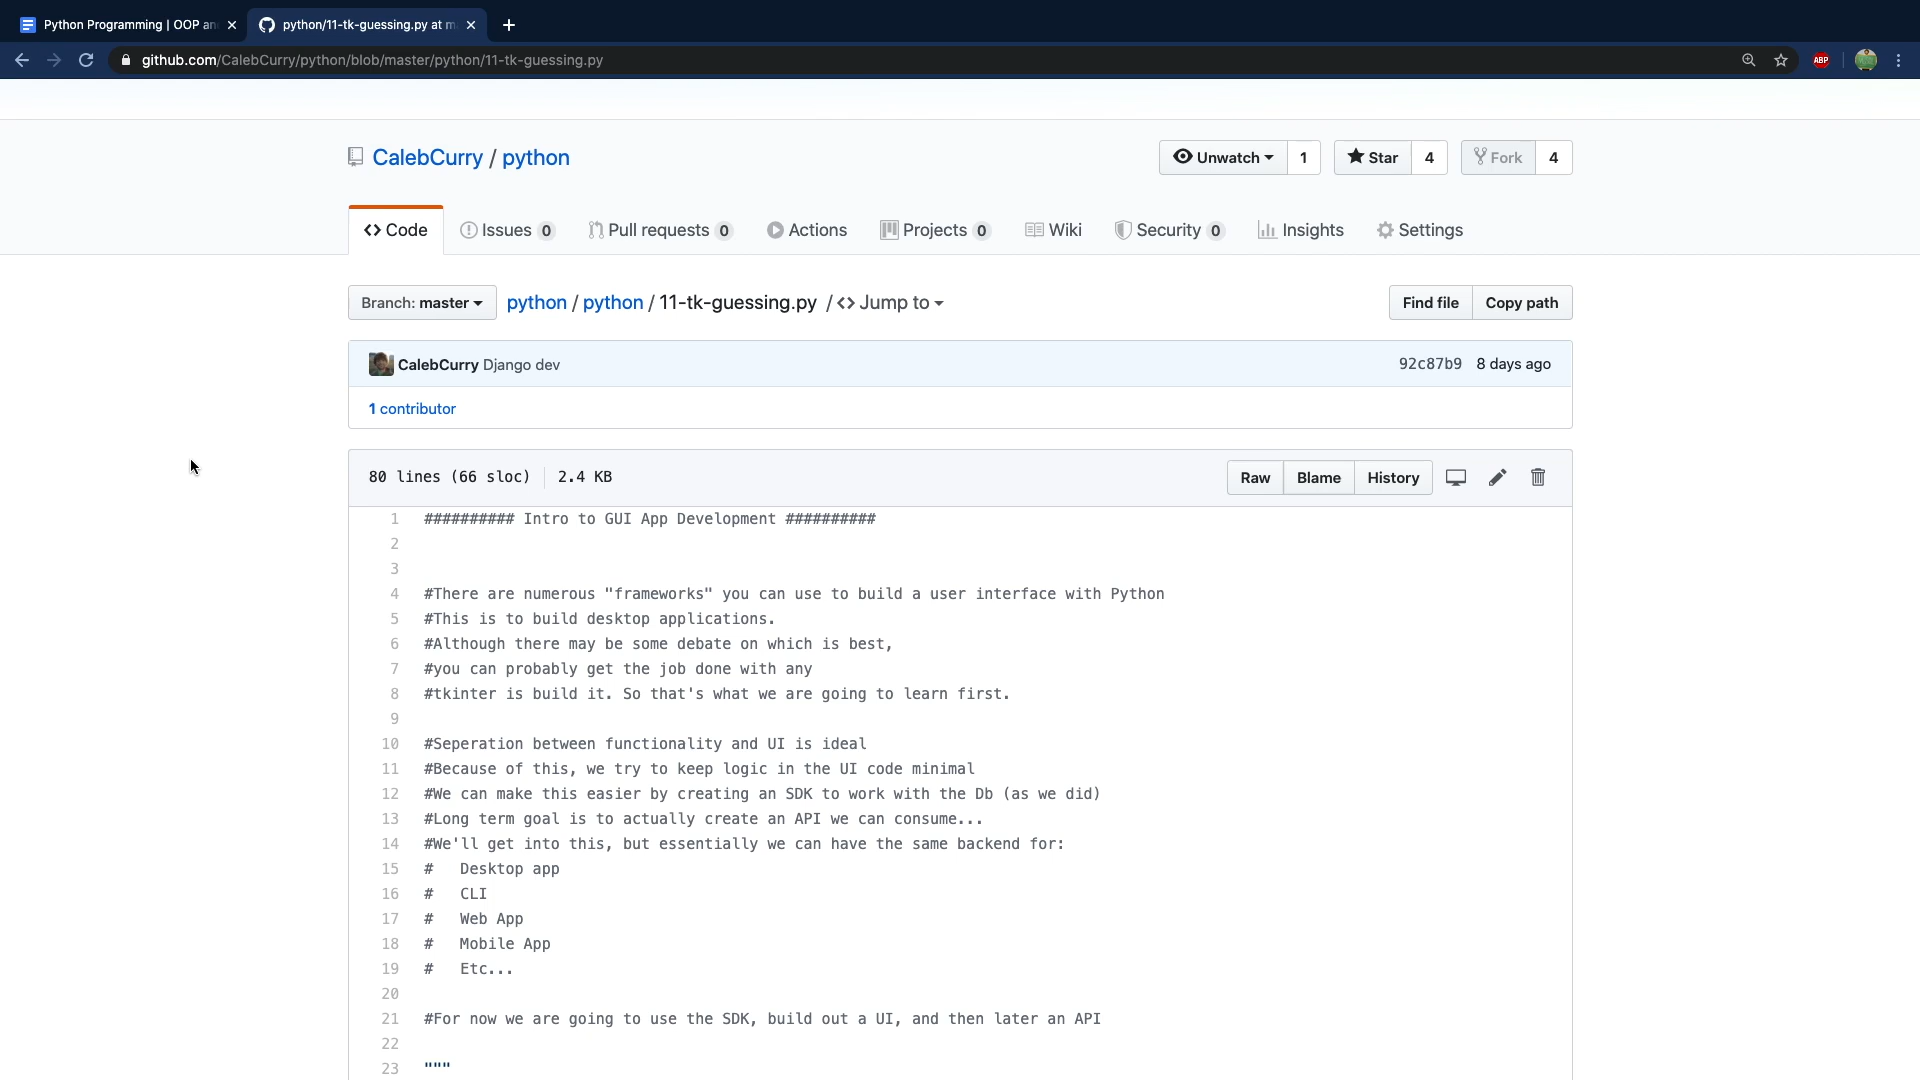 Python Programming | OOP an
python/11-tk-guessing.py at m
github.com/CalebCurry/python/blob/master/python/11-tk-guessing.py
ABP
CalebCurry / python
Unwatch 1
Star 4
Fork 4
Code
Issues 0
Pull requests 0
Actions
Projects 0
Wiki
Security 0
Insights
Settings
Branch: master
python / python / 11-tk-guessing.py / <> Jump to
Find file
Copy path
CalebCurry Django dev
92c87b9 8 days ago
1 contributor
80 lines (66 sloc) 2.4 KB
Raw
Blame
History
1 ########## Intro to GUI App Development ##########
2
3
4 #There are numerous "frameworks" you can use to build a user interface with Python
5 #This is to build desktop applications.
6 #Although there may be some debate on which is best,
7 #you can probably get the job done with any
8 #tkinter is build it. So that's what we are going to learn first.
9
10 #Seperation between functionality and UI is ideal
11 #Because of this, we try to keep logic in the UI code minimal
12 #We can make this easier by creating an SDK to work with the Db (as we did)
13 #Long term goal is to actually create an API we can consume...
14 #We'll get into this, but essentially we can have the same backend for:
15 #   Desktop app
16 #   CLI
17 #   Web App
18 #   Mobile App
19 #   Etc...
20
21 #For now we are going to use the SDK, build out a UI, and then later an API
22
23 """